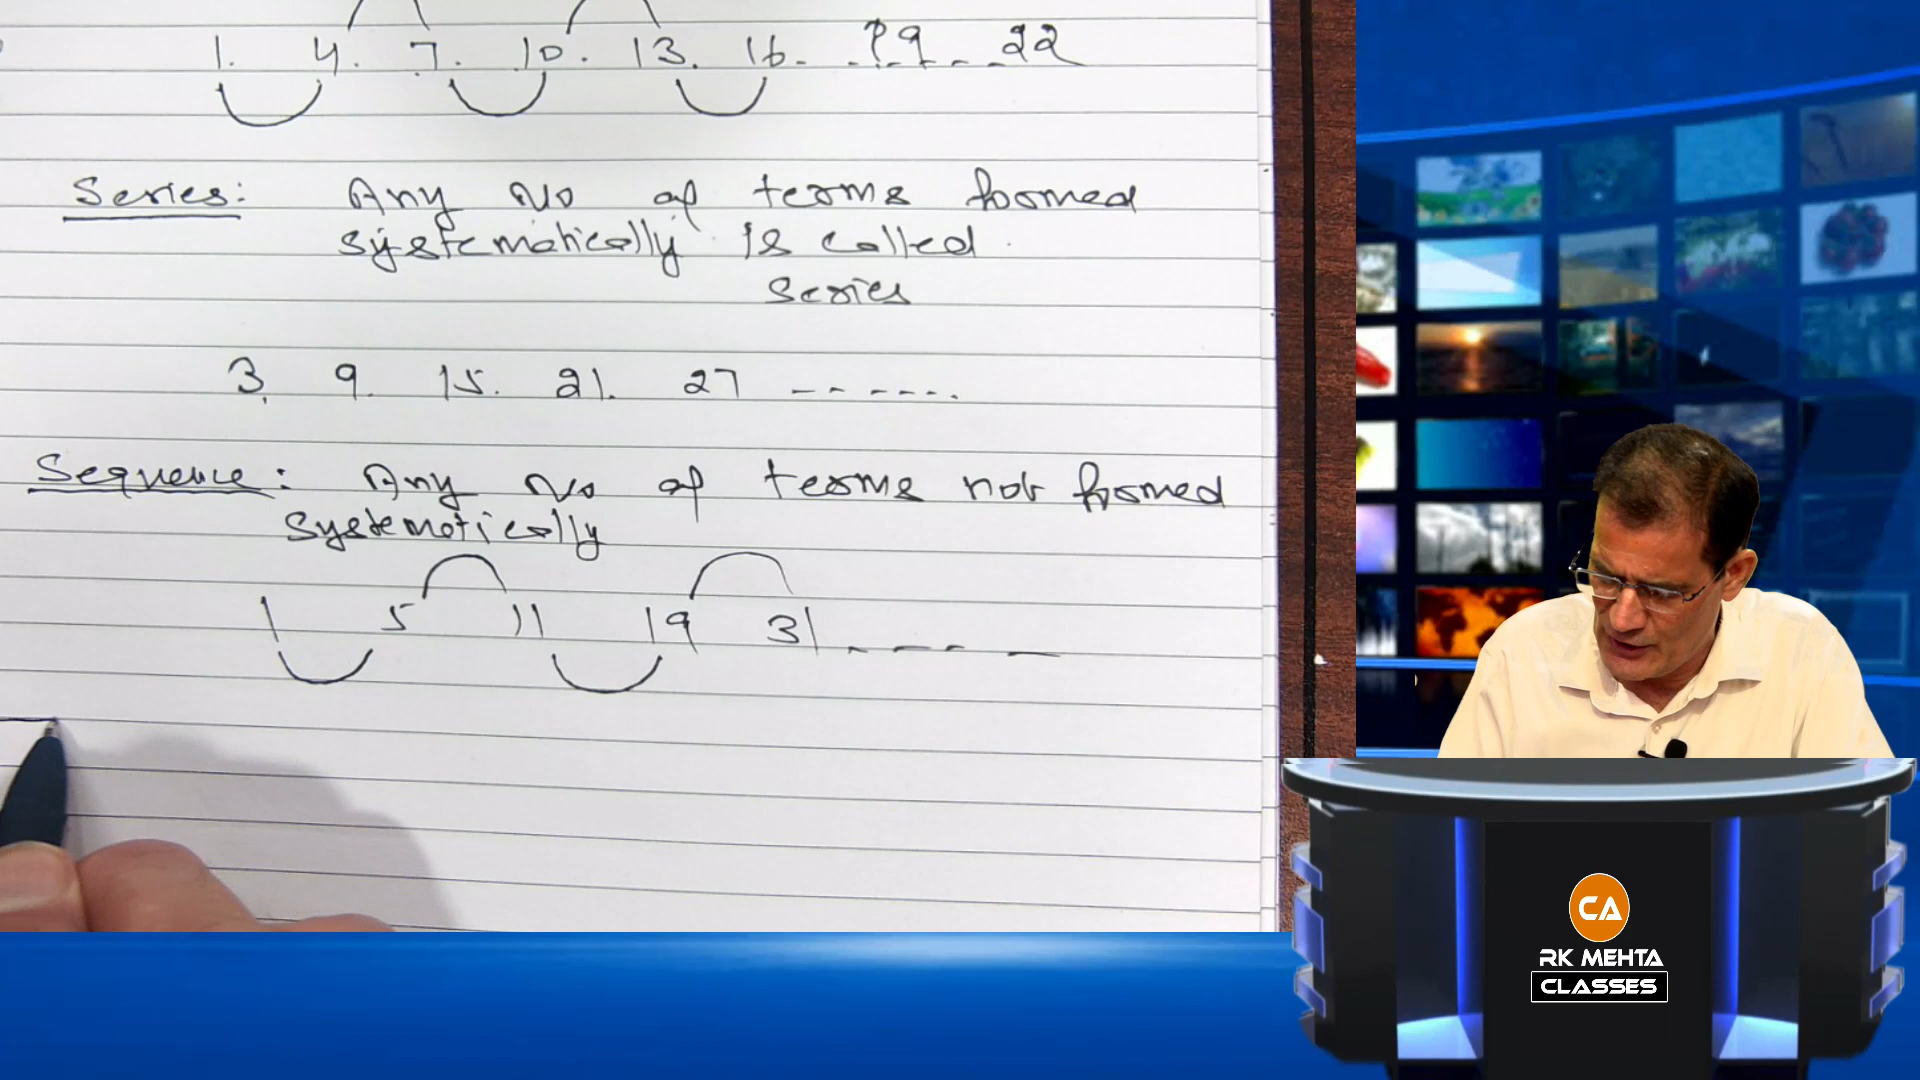 1. 4. 7. 10. 13. 16. ------22
Series: Any No of terms formed
systematically is called
series
3, 9. 15. 21. 27 ------.
Sequence: Any No of terms not formed
systematically
1 5 11 19 31 ----
CA
RK MEHTA
CLASSES